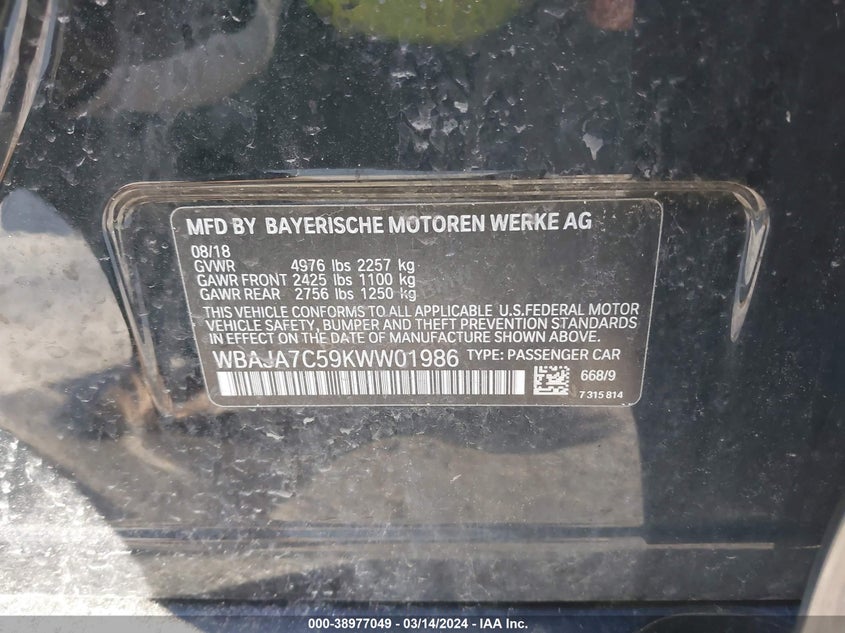 MFD BY BAYERISCHE MOTOREN WERKE AG
08/18
GVWR 4976 lbs 2257 kg
GAWR FRONT 2425 lbs 1100 kg
GAWR REAR 2756 lbs 1250 kg
THIS VEHICLE CONFORMS TO ALL APPLICABLE U.S.FEDERAL MOTOR
VEHICLE SAFETY, BUMPER AND THEFT PREVENTION STANDARDS
IN EFFECT ON THE DATE OF MANUFACTURE SHOWN ABOVE.
WBAJA7C59KWW01986 TYPE: PASSENGER CAR
668/9
7 315 814
000-38977049 - 03/14/2024 - IAA Inc.